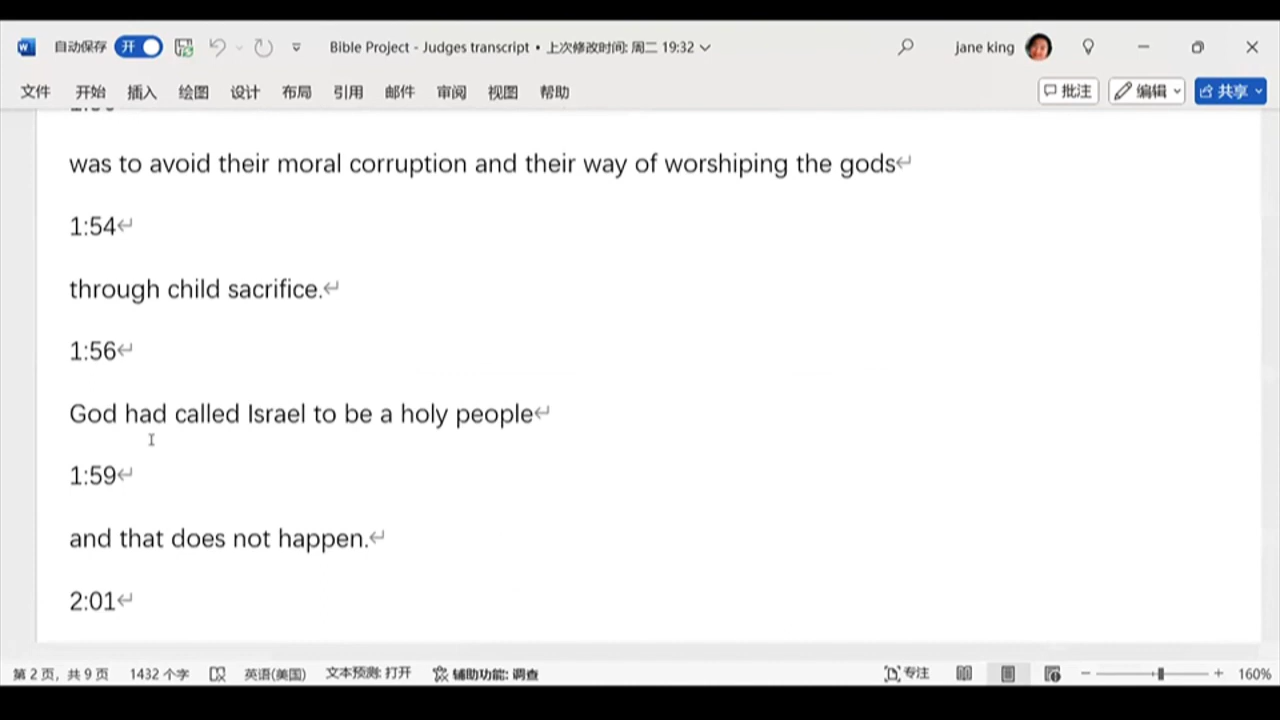 自动保存 开 Bible Project - Judges transcript • 上次修改时间: 周二 19:32 jane king
文件 开始 插入 绘图 设计 布局 引用 邮件 审阅 视图 帮助 批注 编辑 共享
was to avoid their moral corruption and their way of worshiping the gods↵
1:54↵
through child sacrifice.↵
1:56↵
God had called Israel to be a holy people↵
1:59↵
and that does not happen.↵
2:01↵
第 2 页, 共 9 页 1432 个字 英语(美国) 文本预测: 打开 辅助功能: 调查 专注 160%